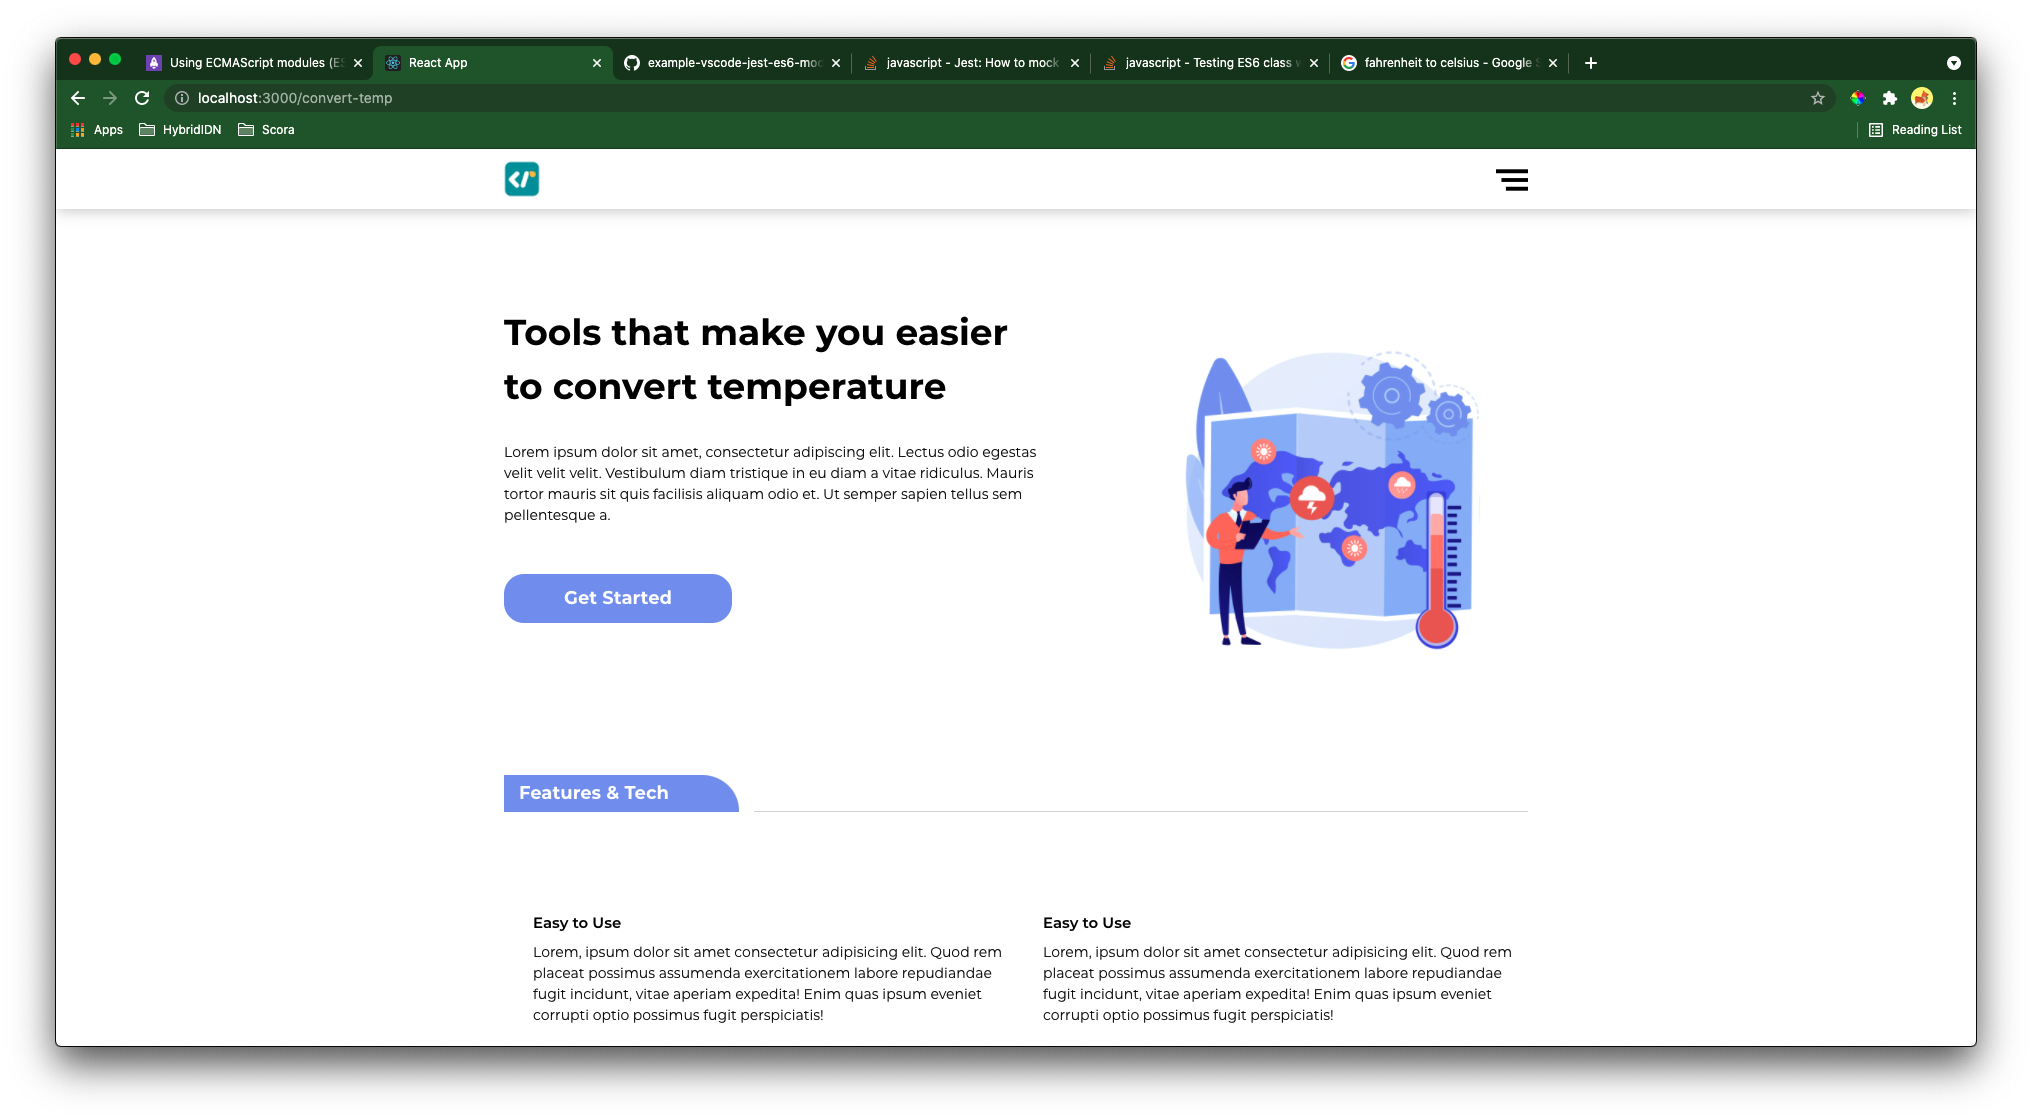 Using ECMAScript modules (ES
React App
example-vscode-jest-es6-moc
javascript - Jest: How to mock
javascript - Testing ES6 class w
fahrenheit to celsius - Google S
localhost:3000/convert-temp
Apps
HybridIDN
Scora
Reading List
Tools that make you easier
to convert temperature
Lorem ipsum dolor sit amet, consectetur adipiscing elit. Lectus odio egestas
velit velit velit. Vestibulum diam tristique in eu diam a vitae ridiculus. Mauris
tortor mauris sit quis facilisis aliquam odio et. Ut semper sapien tellus sem
pellentesque a.
Get Started
Features & Tech
Easy to Use
Lorem, ipsum dolor sit amet consectetur adipisicing elit. Quod rem
placeat possimus assumenda exercitationem labore repudiandae
fugit incidunt, vitae aperiam expedita! Enim quas ipsum eveniet
corrupti optio possimus fugit perspiciatis!
Easy to Use
Lorem, ipsum dolor sit amet consectetur adipisicing elit. Quod rem
placeat possimus assumenda exercitationem labore repudiandae
fugit incidunt, vitae aperiam expedita! Enim quas ipsum eveniet
corrupti optio possimus fugit perspiciatis!